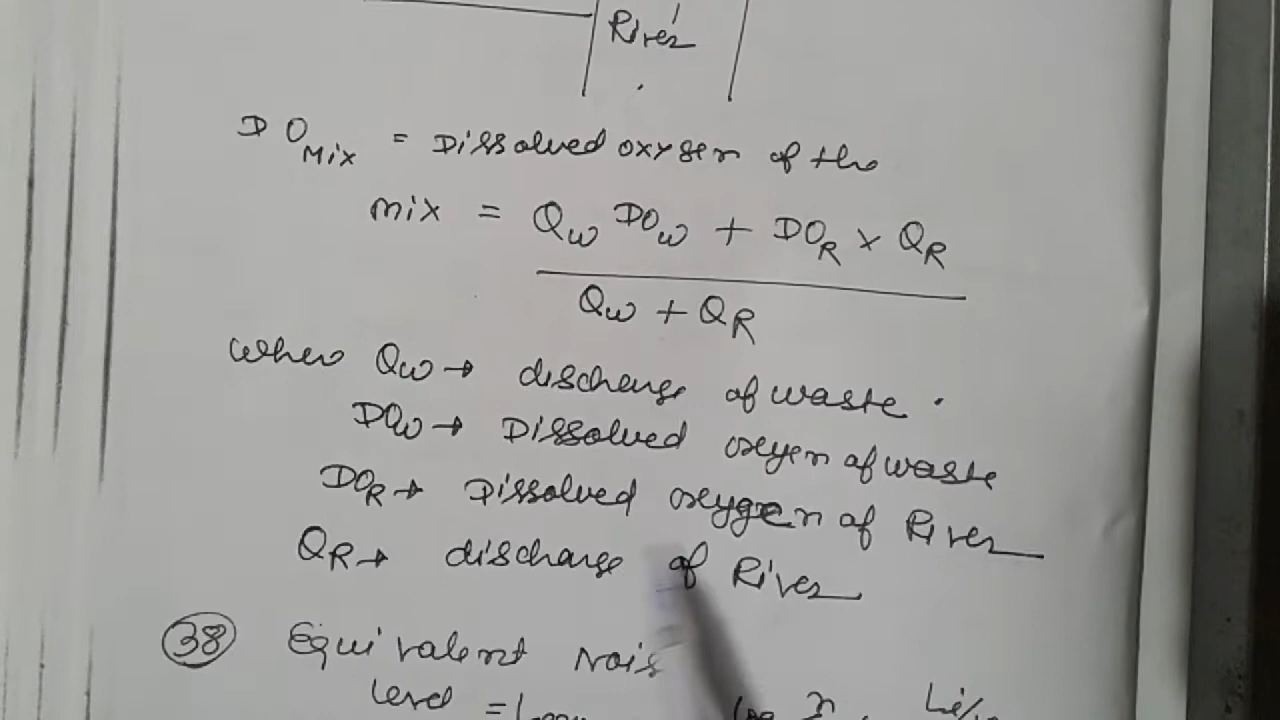 River
DO Mix = Dissolved oxygen of the
mix = Qw DOw + DOR × QR
Qw + QR
where Qw → discharge of waste.
DOw → Dissolved oxygen of waste
DOR → Dissolved oxygen of River
QR → discharge of River
38 Equivalent Nois
level =